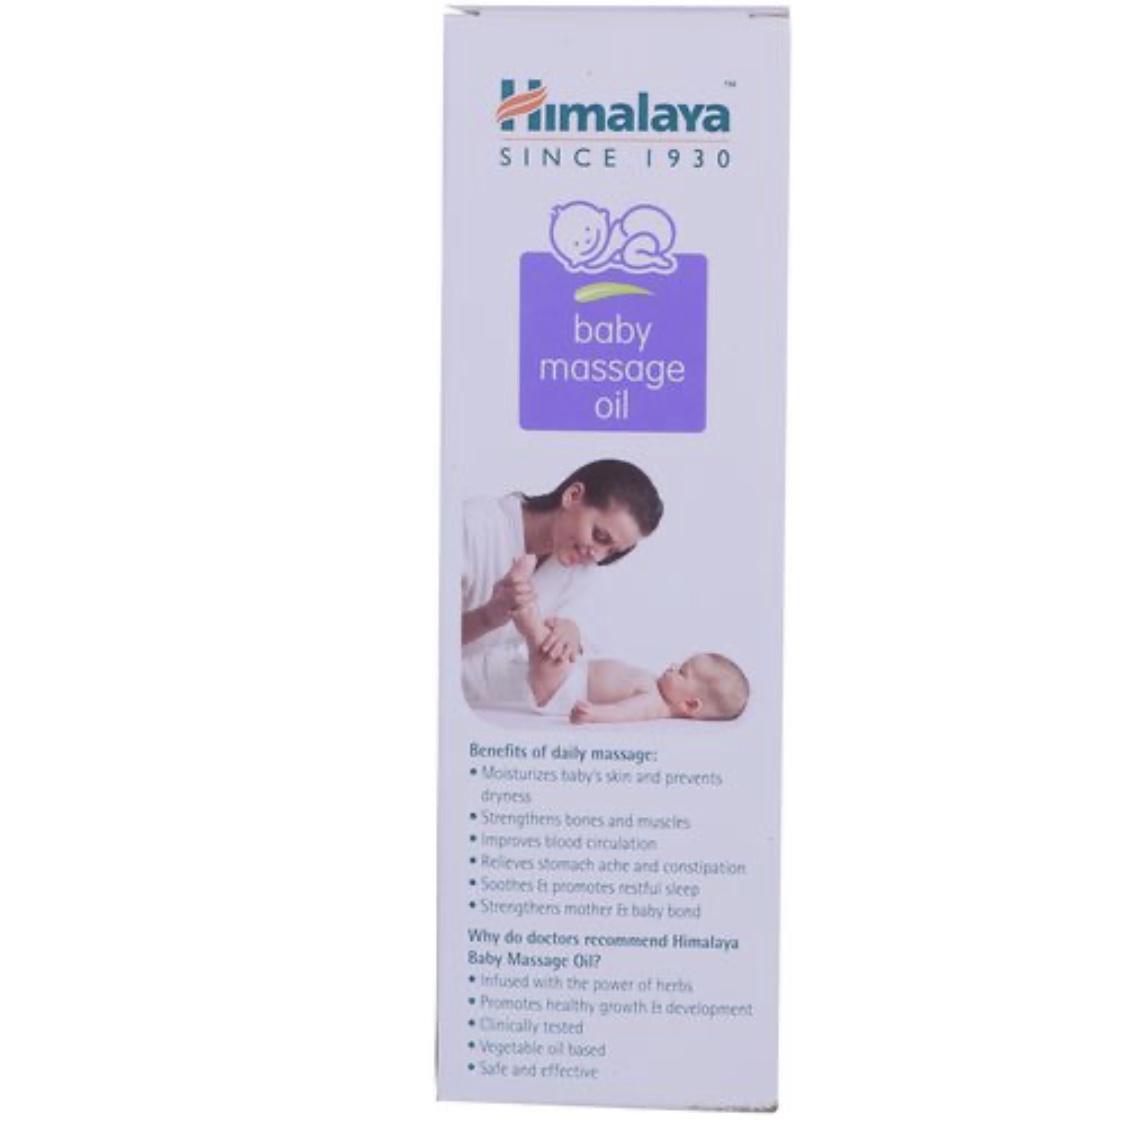 Himalaya™
SINCE 1930
baby
massage
oil
Benefits of daily massage:
• Moisturizes baby's skin and prevents
dryness
• Strengthens bones and muscles
• Improves blood circulation
• Relieves stomach ache and constipation
• Soothes & promotes restful sleep
• Strengthens mother & baby bond
Why do doctors recommend Himalaya
Baby Massage Oil?
• Infused with the power of herbs
• Promotes healthy growth & development
• Clinically tested
• Vegetable oil based
• Safe and effective